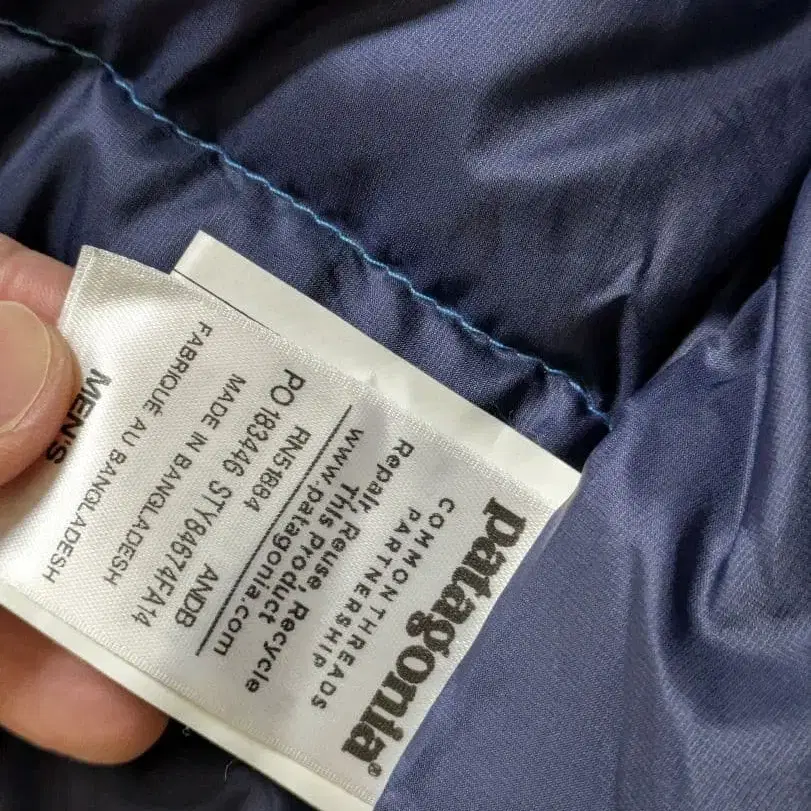 patagonia®
COMMON THREADS
PARTNERSHIP
Repair, Reuse, Recycle
This Product
www.patagonia.com
RN51884 ANDB
PO 183446 STY84674FA14
MADE IN BANGLADESH
FABRIQUÉ AU BANGLADESH
MEN'S